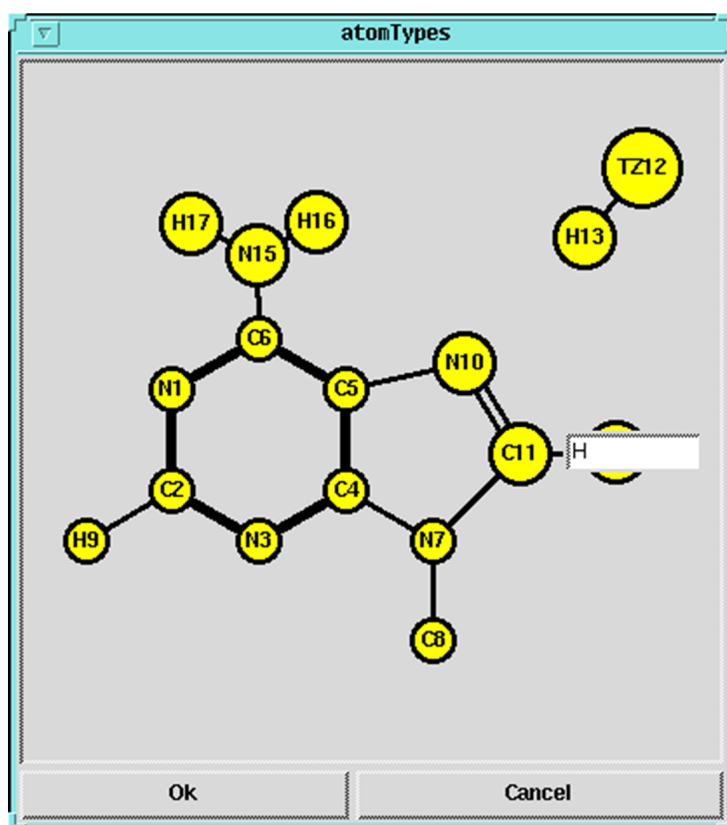 atomTypes
TZ12
H17
H16
H13
N15
C6
N10
N1
C5
C11
H
C2
C4
H9
N3
N7
C8
Ok
Cancel